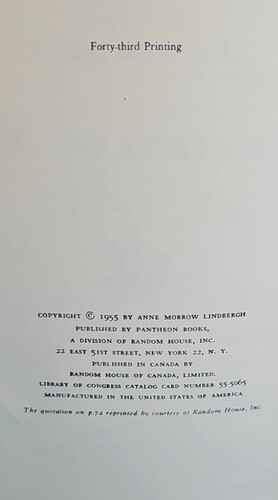 Forty-third Printing
COPYRIGHT © 1955 BY ANNE MORROW LINDBERGH
PUBLISHED BY PANTHEON BOOKS,
A DIVISION OF RANDOM HOUSE, INC.
22 EAST 51ST STREET, NEW YORK 22, N. Y.
PUBLISHED IN CANADA BY
RANDOM HOUSE OF CANADA, LIMITED.
LIBRARY OF CONGRESS CATALOG CARD NUMBER 55-5065
MANUFACTURED IN THE UNITED STATES OF AMERICA
The quotation on p.72 reprinted by courtesy of Random House, Inc.